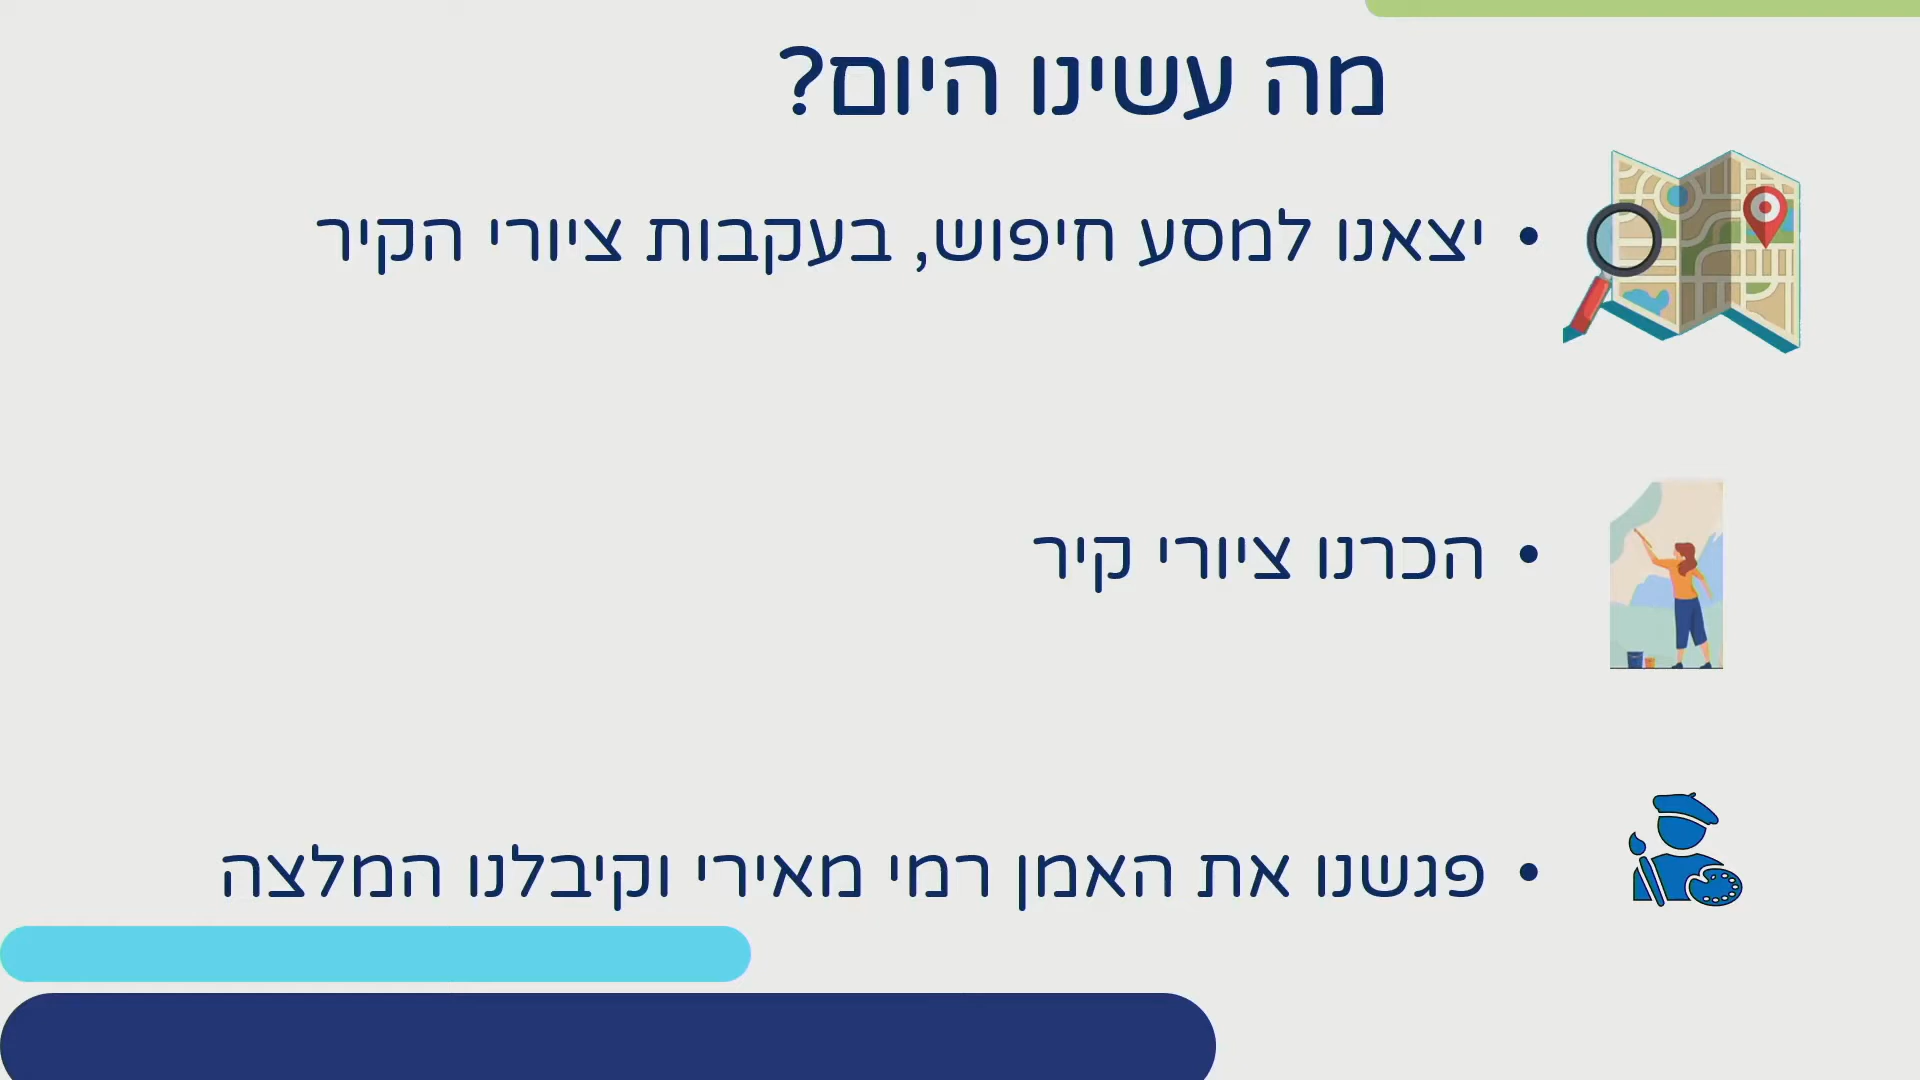 מה עשינו היום?
• יצאנו למסע חיפוש, בעקבות ציורי הקיר
• הכרנו ציורי קיר
• פגשנו את האמן רמי מאירי וקיבלנו המלצה